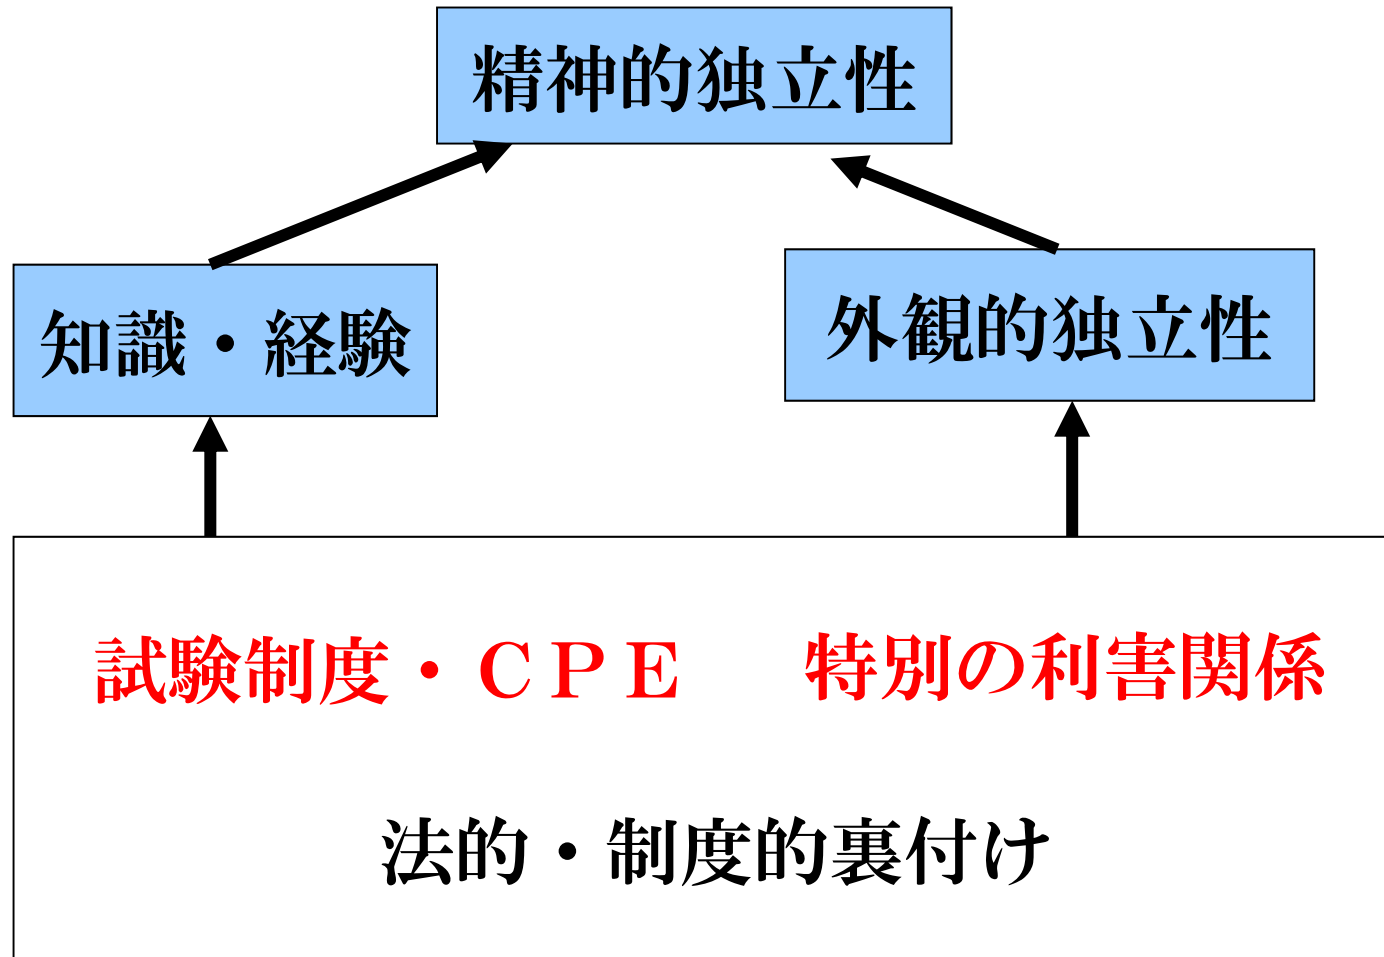 精神的独立性
知識・経験
外観的独立性
試験制度・ＣＰＥ
特別の利害関係
法的・制度的裏付け